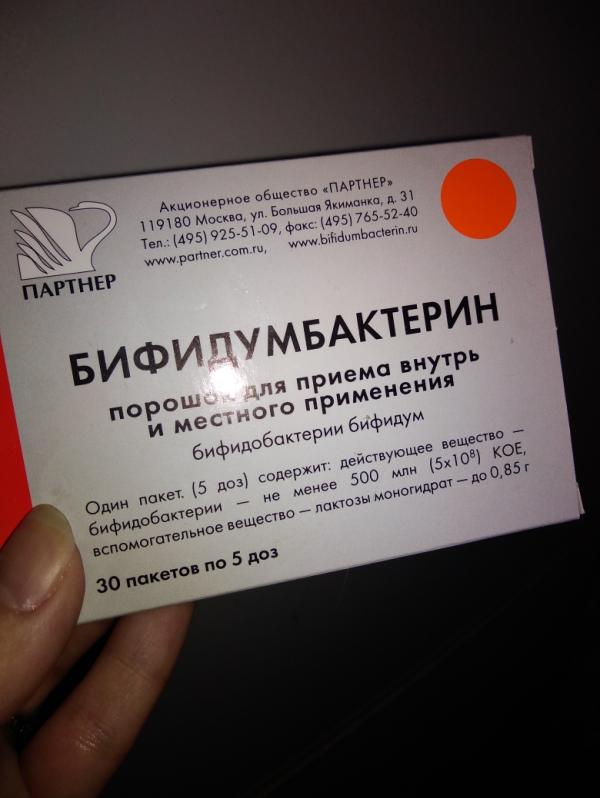 Акционерное общество «ПАРТНЕР»
119180 Москва, ул. Большая Якиманка, д. 31
Тел.: (495) 925-51-09, факс: (495) 765-52-40
www.partner.com.ru, www.bifidumbacterin.ru
ПАРТНЕР
БИФИДУМБАКТЕРИН
порошок для приема внутрь
и местного применения
бифидобактерии бифидум
Один пакет. (5 доз) содержит: действующее вещество –
бифидобактерии – не менее 500 млн (5x10⁸) КОЕ,
вспомогательное вещество – лактозы моногидрат – до 0,85 г
30 пакетов по 5 доз